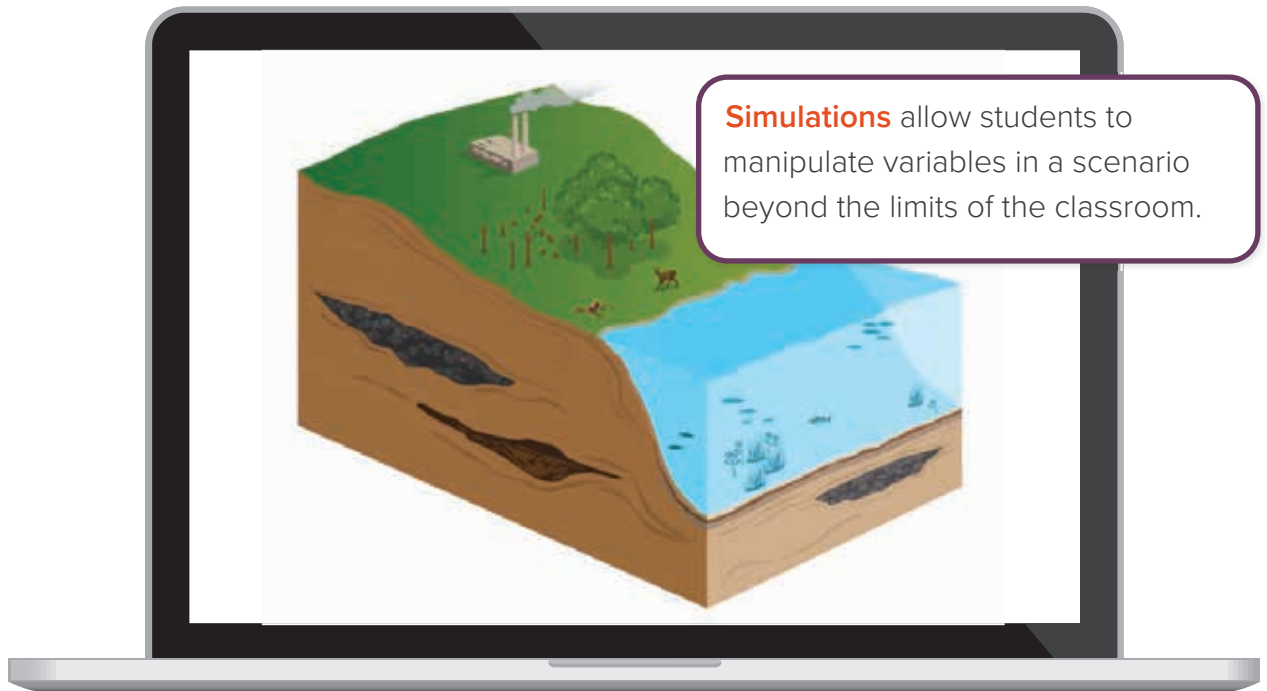 Simulations allow students to
manipulate variables in a scenario
beyond the limits of the classroom.